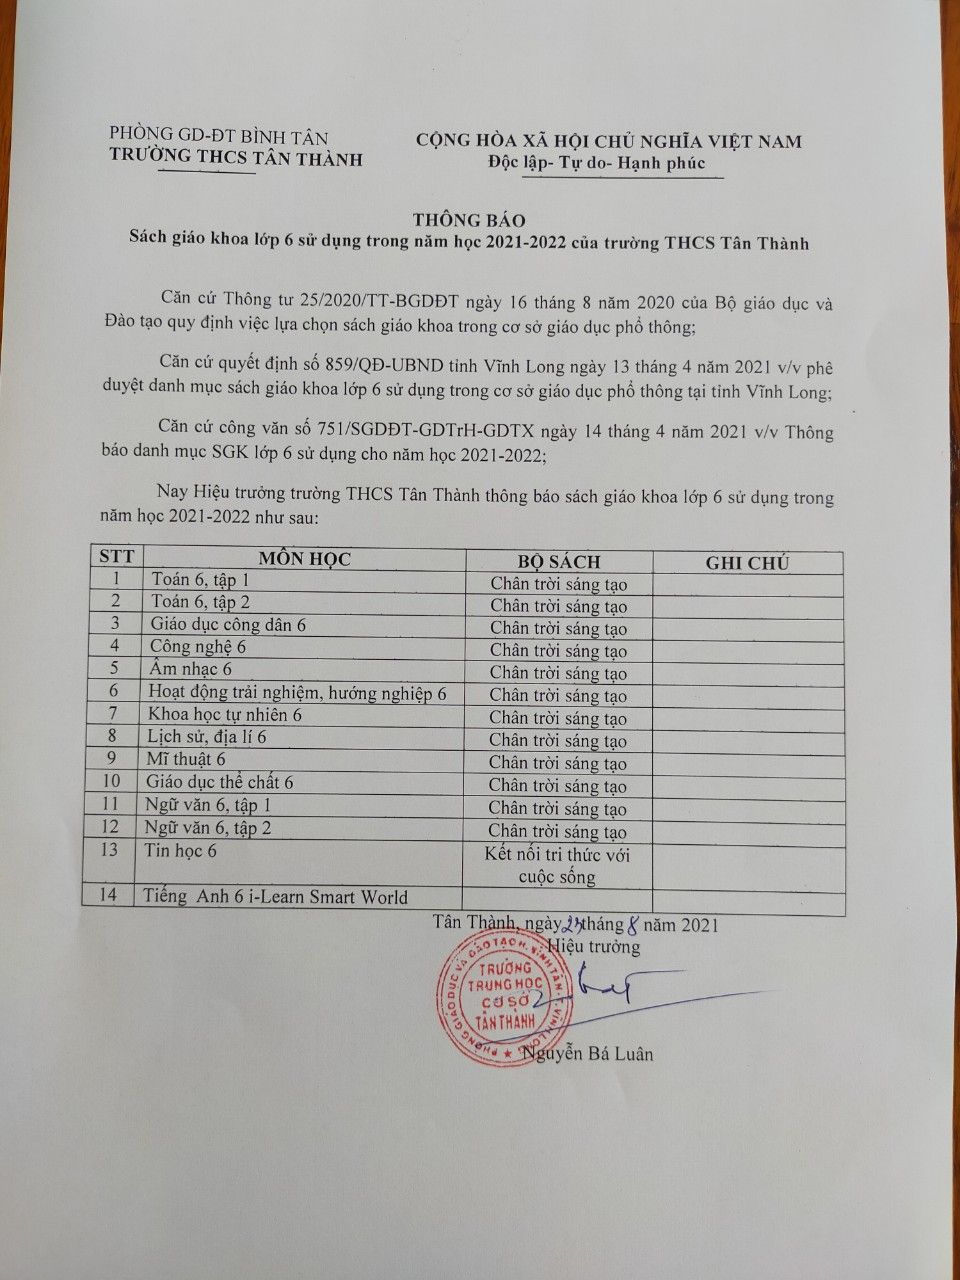 PHÒNG GD-ĐT BÌNH TÂN
TRƯỜNG THCS TÂN THÀNH
CỘNG HÒA XÃ HỘI CHỦ NGHĨA VIỆT NAM
Độc lập- Tự do- Hạnh phúc
THÔNG BÁO
Sách giáo khoa lớp 6 sử dụng trong năm học 2021-2022 của trường THCS Tân Thành
Căn cứ Thông tư 25/2020/TT-BGDĐT ngày 16 tháng 8 năm 2020 của Bộ giáo dục và
Đào tạo quy định việc lựa chọn sách giáo khoa trong cơ sở giáo dục phổ thông;
Căn cứ quyết định số 859/QĐ-UBND tỉnh Vĩnh Long ngày 13 tháng 4 năm 2021 v/v phê
duyệt danh mục sách giáo khoa lớp 6 sử dụng trong cơ sở giáo dục phổ thông tại tỉnh Vĩnh Long;
Căn cứ công văn số 751/SGDĐT-GDTrH-GDTX ngày 14 tháng 4 năm 2021 v/v Thông
báo danh mục SGK lớp 6 sử dụng cho năm học 2021-2022;
Nay Hiệu trưởng trường THCS Tân Thành thông báo sách giáo khoa lớp 6 sử dụng trong
năm học 2021-2022 như sau:
STT MÔN HỌC BỘ SÁCH GHI CHÚ
1 Toán 6, tập 1 Chân trời sáng tạo
2 Toán 6, tập 2 Chân trời sáng tạo
3 Giáo dục công dân 6 Chân trời sáng tạo
4 Công nghệ 6 Chân trời sáng tạo
5 Âm nhạc 6 Chân trời sáng tạo
6 Hoạt động trải nghiệm, hướng nghiệp 6 Chân trời sáng tạo
7 Khoa học tự nhiên 6 Chân trời sáng tạo
8 Lịch sử, địa lí 6 Chân trời sáng tạo
9 Mĩ thuật 6 Chân trời sáng tạo
10 Giáo dục thể chất 6 Chân trời sáng tạo
11 Ngữ văn 6, tập 1 Chân trời sáng tạo
12 Ngữ văn 6, tập 2 Chân trời sáng tạo
13 Tin học 6 Kết nối tri thức với
cuộc sống
14 Tiếng Anh 6 i-Learn Smart World
Tân Thành, ngày tháng 8 năm 2021
Hiệu trưởng
TRƯỜNG
TRUNG HỌC
CƠ SỞ
TÂN THÀNH
Nguyễn Bá Luân